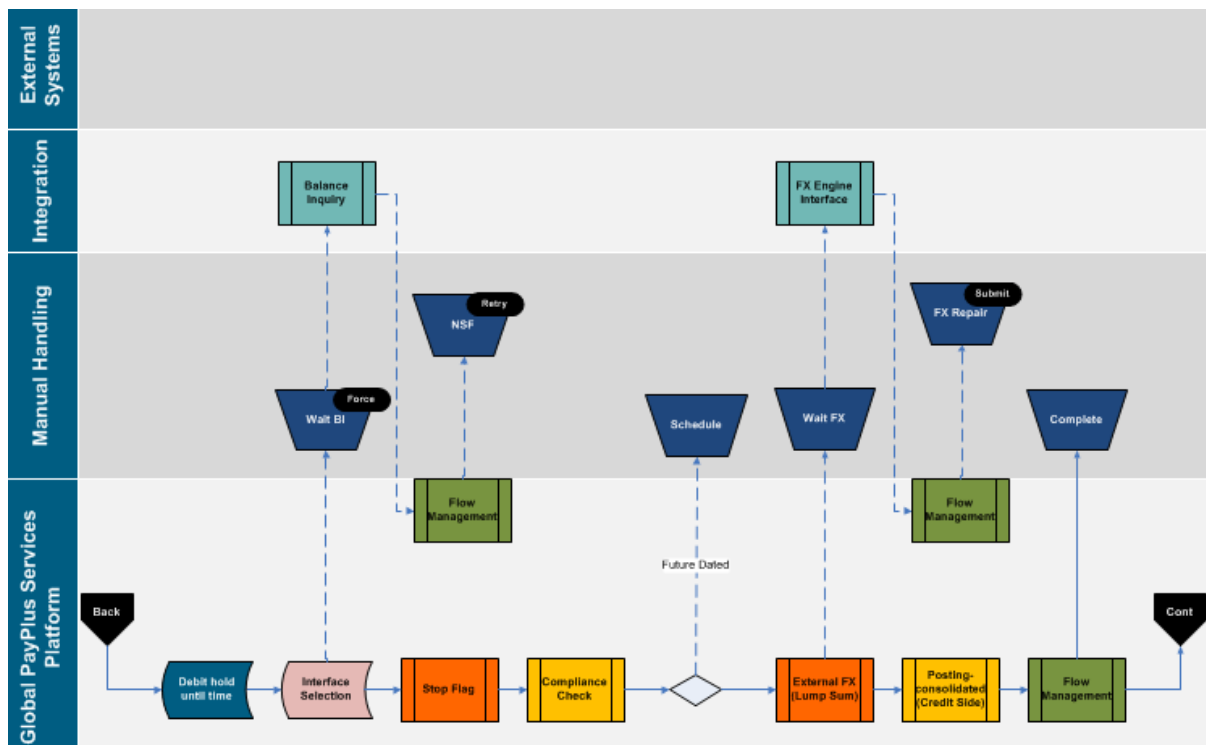 External
Systems
Integration
Balance
Inquiry
FX Engine
Interface
Manual Handling
Retry
NSF
Submit
FX Repair
Force
Wait BI
Schedule
Wait FX
Complete
Global PayPlus Services
Platform
Flow
Management
Flow
Management
Future Dated
Back
Cont
Debit hold
until time
Interface
Selection
Stop Flag
Compliance
Check
External FX
(Lump Sum)
Posting-
consolidated
(Credit Side)
Flow
Management